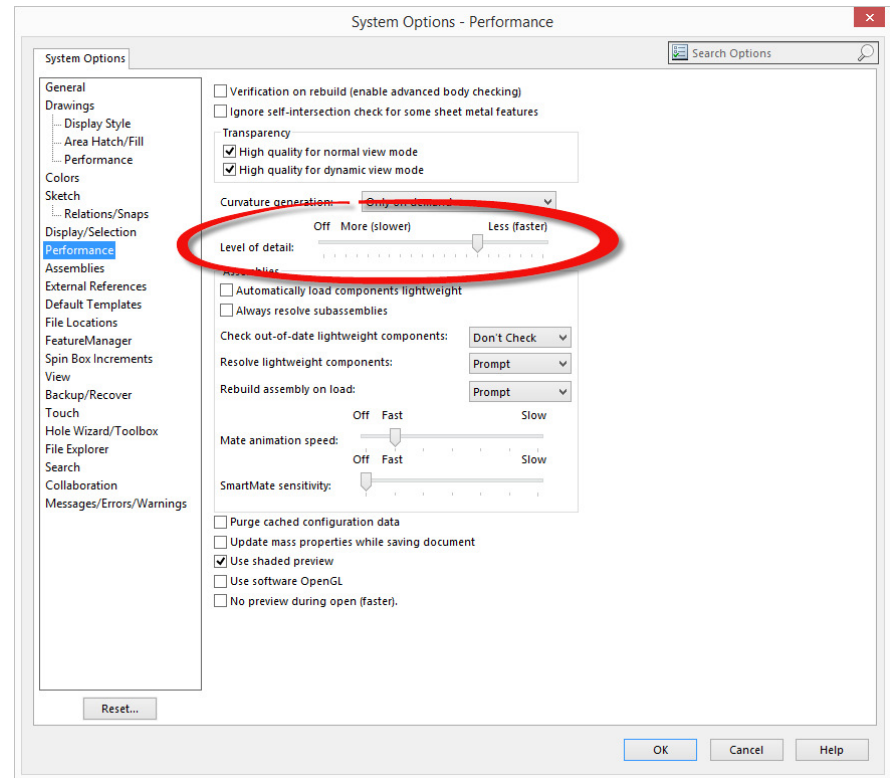 System Options - Performance
System Options
Search Options
General
Drawings
Display Style
Area Hatch/Fill
Performance
Colors
Sketch
Relations/Snaps
Display/Selection
Performance
Assemblies
External References
Default Templates
File Locations
FeatureManager
Spin Box Increments
View
Backup/Recover
Touch
Hole Wizard/Toolbox
File Explorer
Search
Collaboration
Messages/Errors/Warnings
Reset...
Verification on rebuild (enable advanced body checking)
Ignore self-intersection check for some sheet metal features
Transparency
High quality for normal view mode
High quality for dynamic view mode
Curvature generation: Only on demand
Off More (slower) Less (faster)
Level of detail:
Assemblies
Automatically load components lightweight
Always resolve subassemblies
Check out-of-date lightweight components: Don't Check
Resolve lightweight components: Prompt
Rebuild assembly on load: Prompt
Off Fast Slow
Mate animation speed:
Off Fast Slow
SmartMate sensitivity:
Purge cached configuration data
Update mass properties while saving document
Use shaded preview
Use software OpenGL
No preview during open (faster).
OK Cancel Help